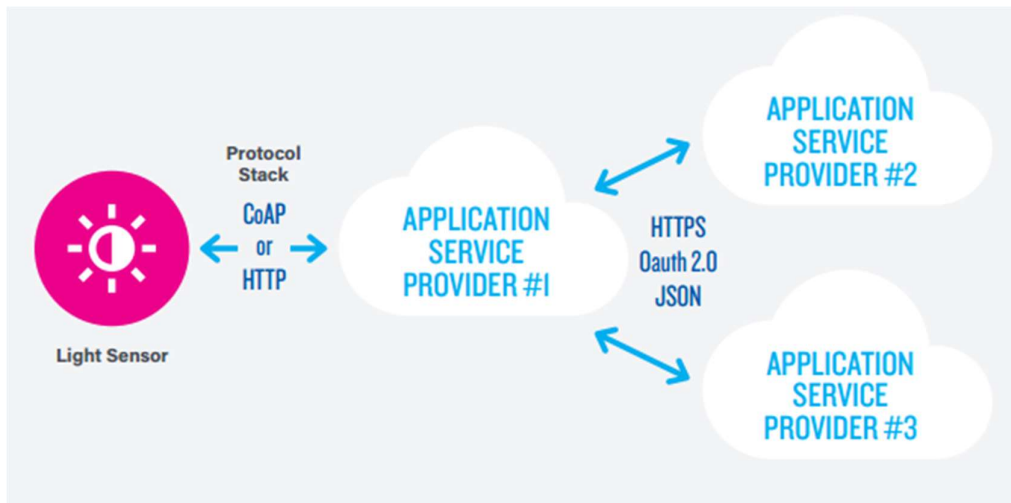 Protocol
Stack
CoAP
or
HTTP
Light Sensor
APPLICATION
SERVICE
PROVIDER #1
HTTPS
Oauth 2.0
JSON
APPLICATION
SERVICE
PROVIDER #2
APPLICATION
SERVICE
PROVIDER #3